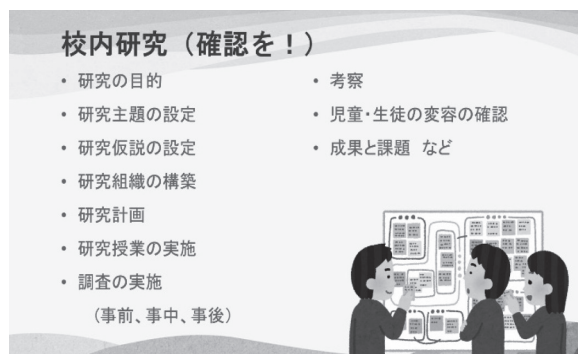 校内研究（確認を！）
• 研究の目的
• 研究主題の設定
• 研究仮説の設定
• 研究組織の構築
• 研究計画
• 研究授業の実施
• 調査の実施
（事前、事中、事後）
• 考察
• 児童・生徒の変容の確認
• 成果と課題　など